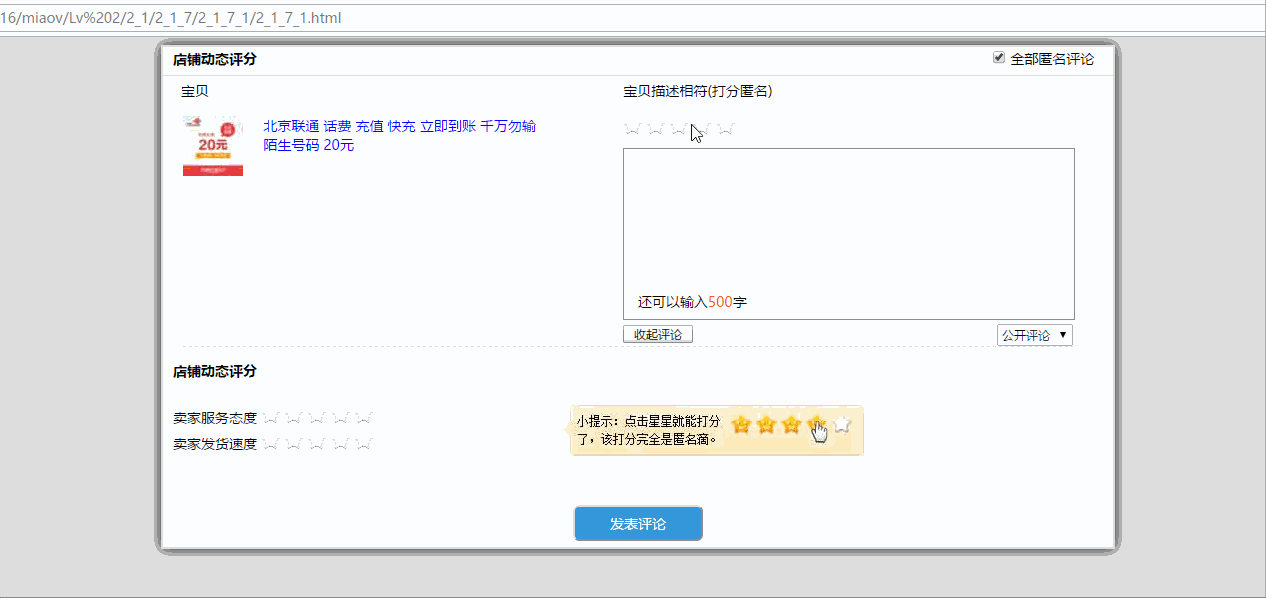 16/miaov/Lv%202/2_1/2_1_7/2_1_7_1/2_1_7_1.html
店铺动态评分
全部匿名评论
宝贝
宝贝描述相符(打分匿名)
20元
北京联通 话费 充值 快充 立即到账 千万勿输
陌生号码 20元
还可以输入500字
收起评论
公开评论
店铺动态评分
卖家服务态度
卖家发货速度
小提示：点击星星就能打分
了，该打分完全是匿名滴。
发表评论